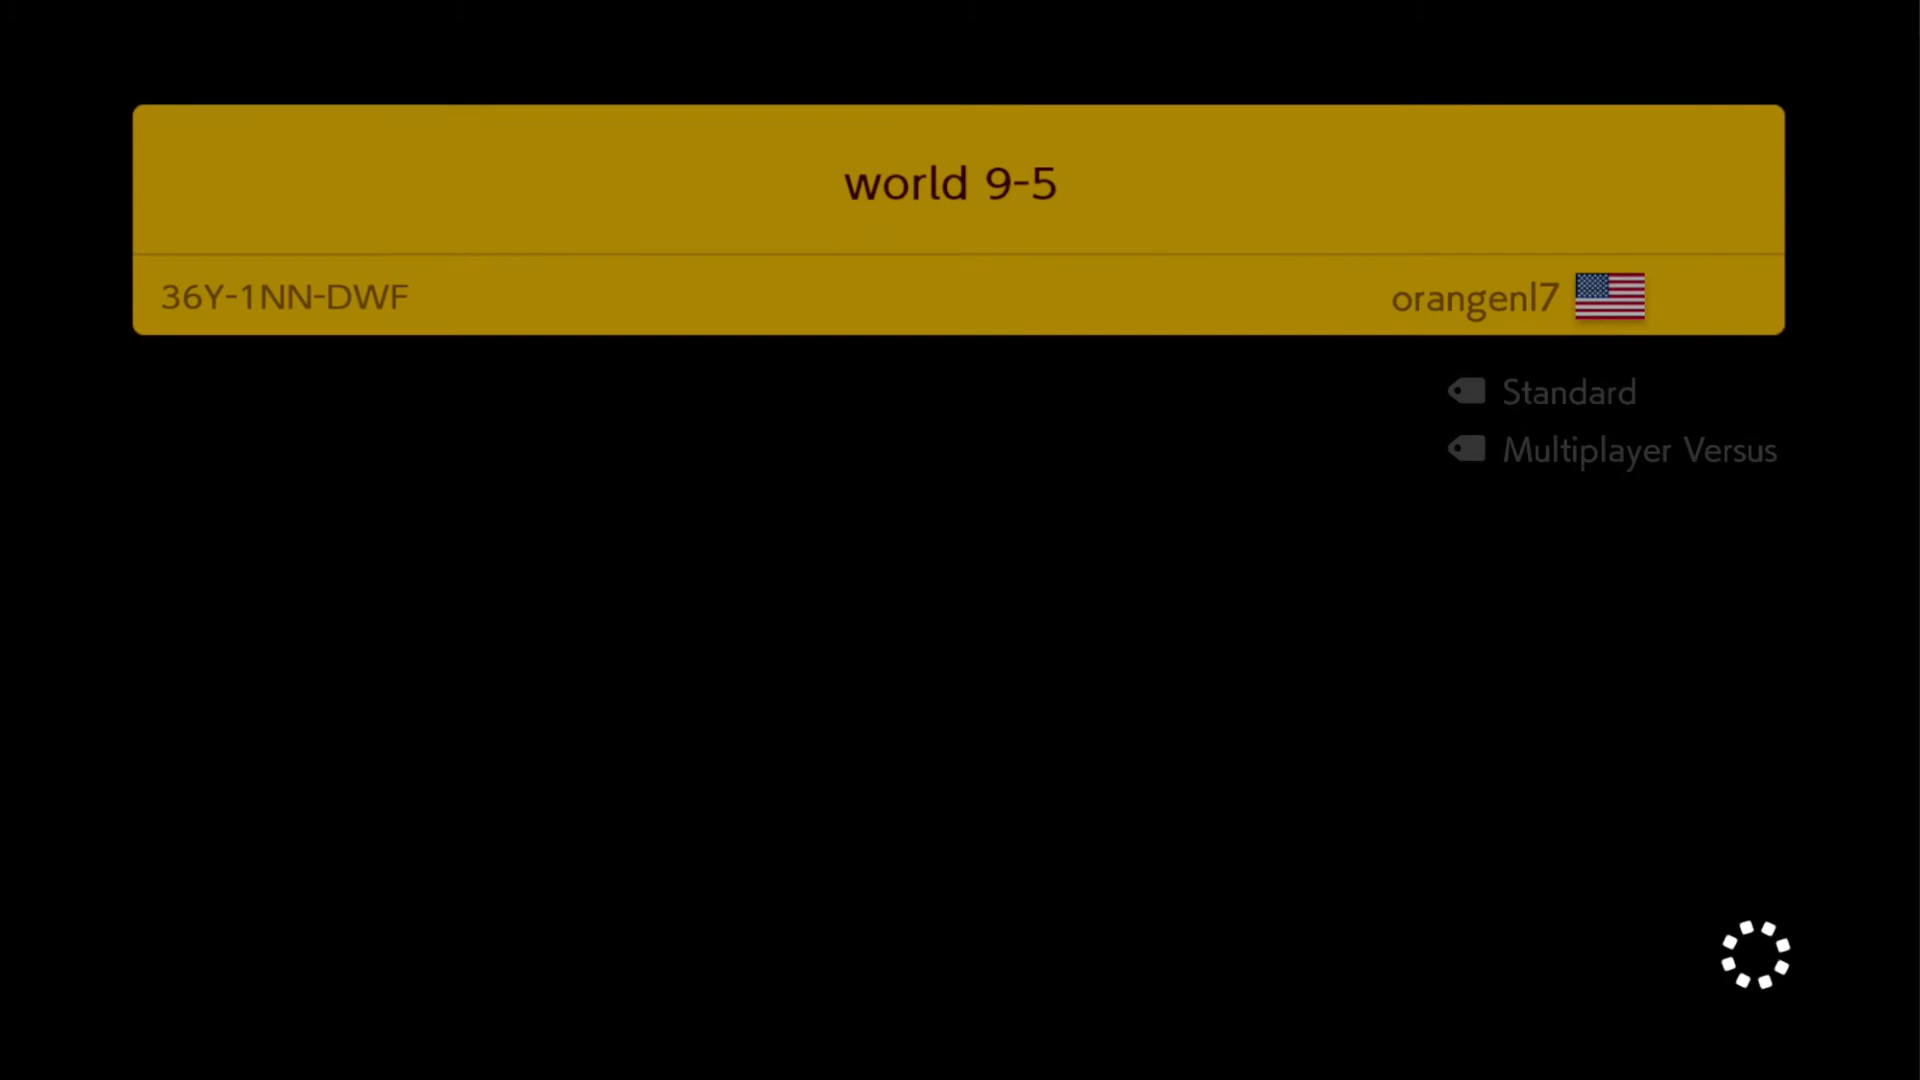 world 9-5
36Y-1NN-DWF
orangenl7
Standard
Multiplayer Versus